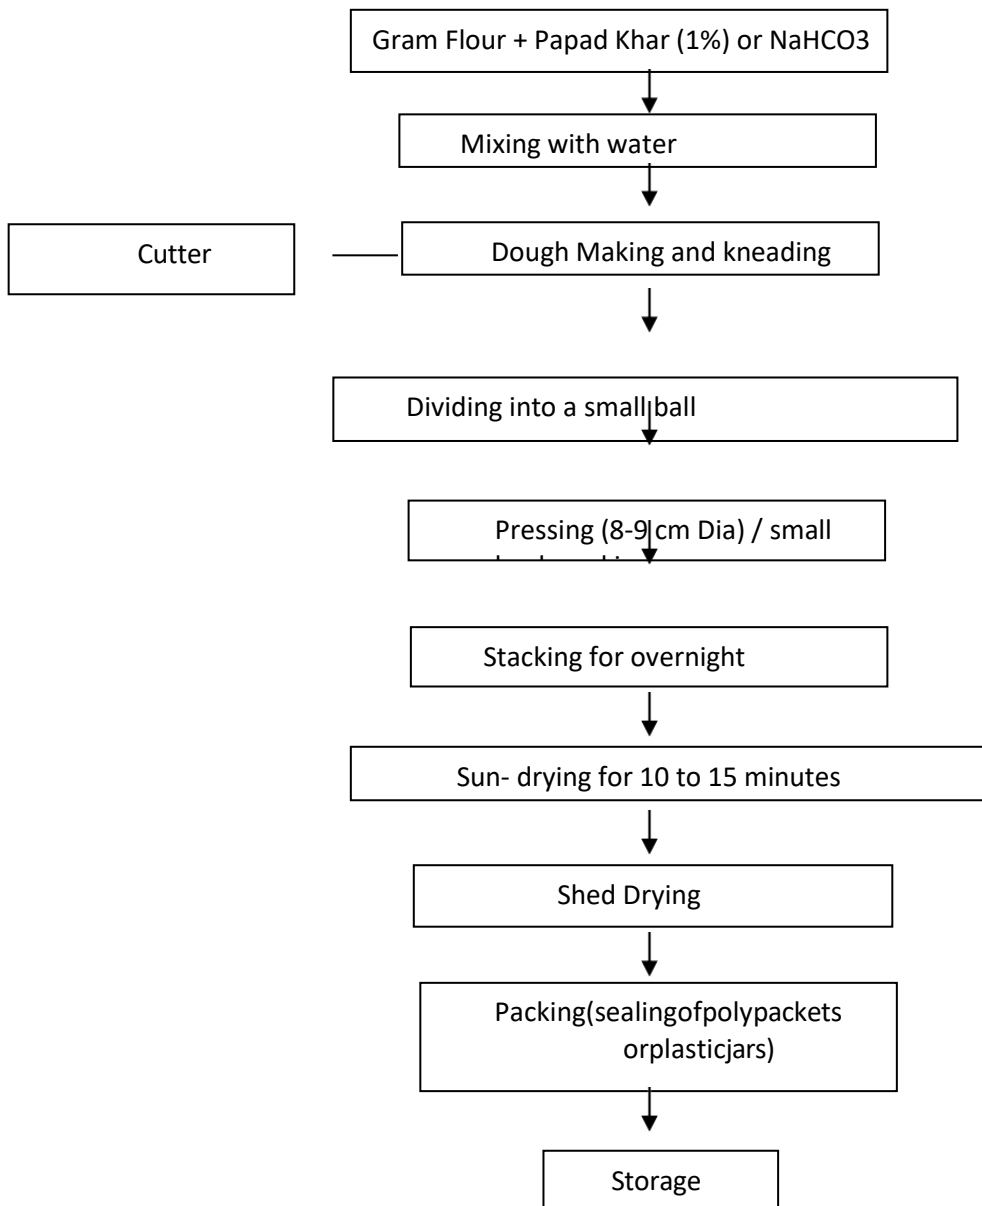 Gram Flour + Papad Khar (1%) or NaHCO3
Mixing with water
Cutter
Dough Making and kneading
Dividing into a small ball
Pressing (8-9 cm Dia) / small
Stacking for overnight
Sun- drying for 10 to 15 minutes
Shed Drying
Packing(sealingofpolypackets
orplasticjars)
Storage